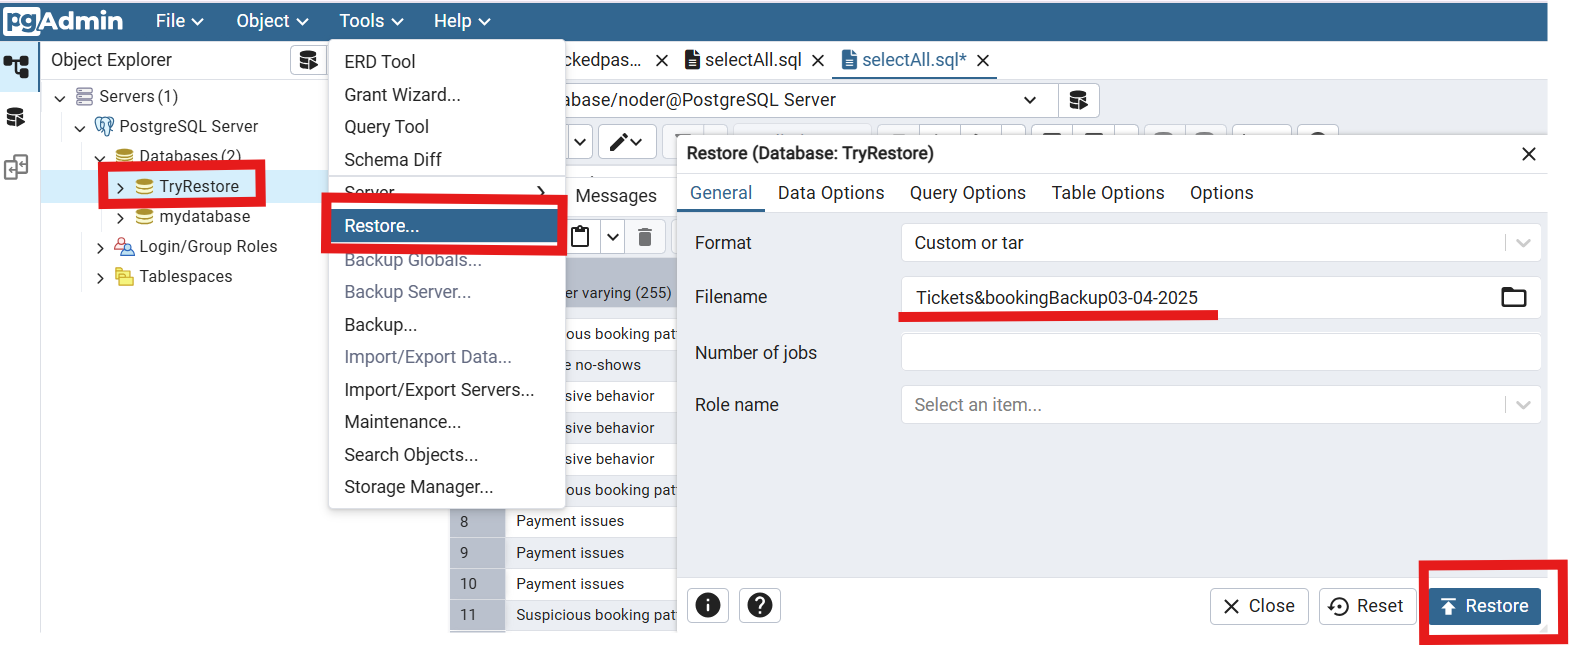 pgAdmin File Object Tools Help
Object Explorer
Servers (1)
PostgreSQL Server
Databases (2)
TryRestore
mydatabase
Login/Group Roles
Tablespaces
ERD Tool
Grant Wizard...
Query Tool
Schema Diff
Server
Restore...
Backup Globals...
Backup Server...
Backup...
Import/Export Data...
Import/Export Servers...
Maintenance...
Search Objects...
Storage Manager...
ckedpas... selectAll.sql selectAll.sql*
abase/noder@PostgreSQL Server
Messages
er varying (255)
ous booking pat
e no-shows
sive behavior
sive behavior
sive behavior
ous booking pat
8 Payment issues
9 Payment issues
10 Payment issues
11 Suspicious booking pat
Restore (Database: TryRestore)
General Data Options Query Options Table Options Options
Format Custom or tar
Filename Tickets&bookingBackup03-04-2025
Number of jobs
Role name Select an item...
Close Reset Restore